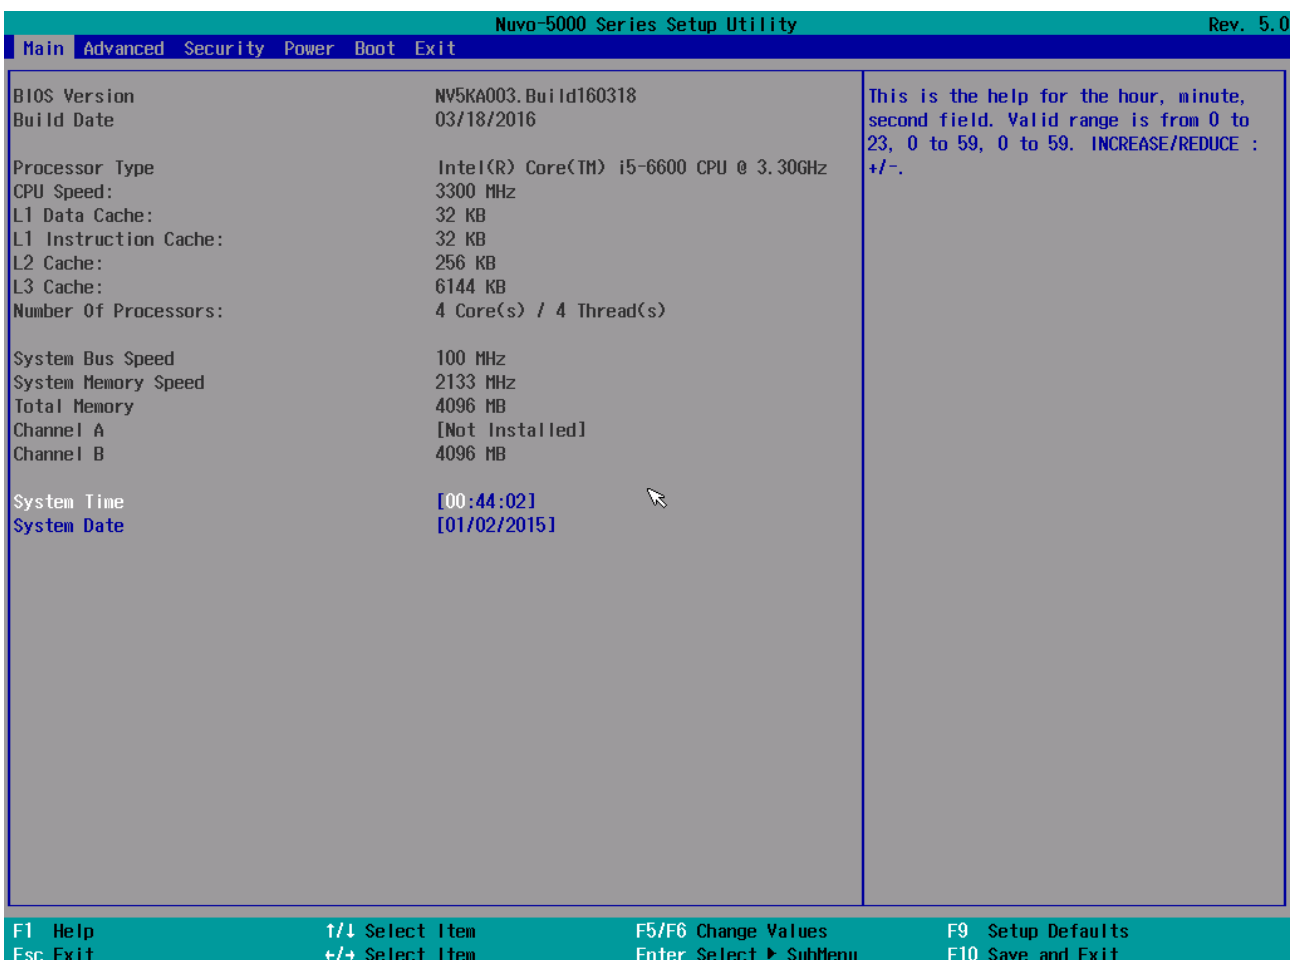 Nuvo-5000 Series Setup Utility Rev. 5.0
Main Advanced Security Power Boot Exit
BIOS Version NV5KA003.Build160318
Build Date 03/18/2016
Processor Type Intel(R) Core(TM) i5-6600 CPU @ 3.30GHz
CPU Speed: 3300 MHz
L1 Data Cache: 32 KB
L1 Instruction Cache: 32 KB
L2 Cache: 256 KB
L3 Cache: 6144 KB
Number Of Processors: 4 Core(s) / 4 Thread(s)
System Bus Speed 100 MHz
System Memory Speed 2133 MHz
Total Memory 4096 MB
Channel A [Not Installed]
Channel B 4096 MB
System Time [00:44:02]
System Date [01/02/2015]
This is the help for the hour, minute,
second field. Valid range is from 0 to
23, 0 to 59, 0 to 59. INCREASE/REDUCE :
+/-.
F1 Help ↑/↓ Select Item F5/F6 Change Values F9 Setup Defaults
Esc Exit ←/→ Select Item Enter Select ▶ SubMenu F10 Save and Exit